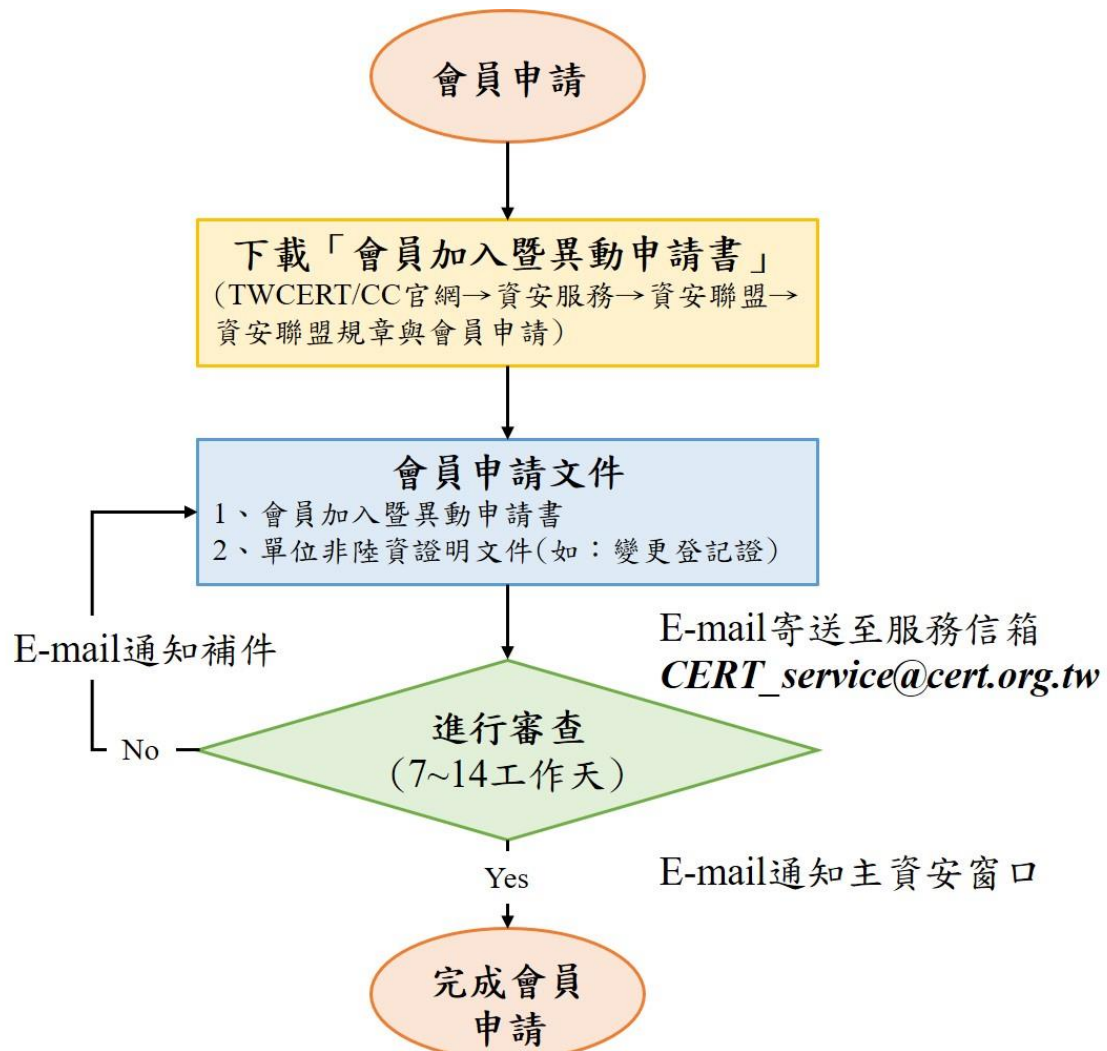 會員申請
下載「會員加入暨異動申請書」
（TWCERT/CC官網→資安服務→資安聯盟→
資安聯盟規章與會員申請）
會員申請文件
1、會員加入暨異動申請書
2、單位非陸資證明文件(如：變更登記證)
E-mail通知補件
E-mail寄送至服務信箱
CERT_service@cert.org.tw
進行審查
（7~14工作天）
No
Yes
E-mail通知主資安窗口
完成會員
申請